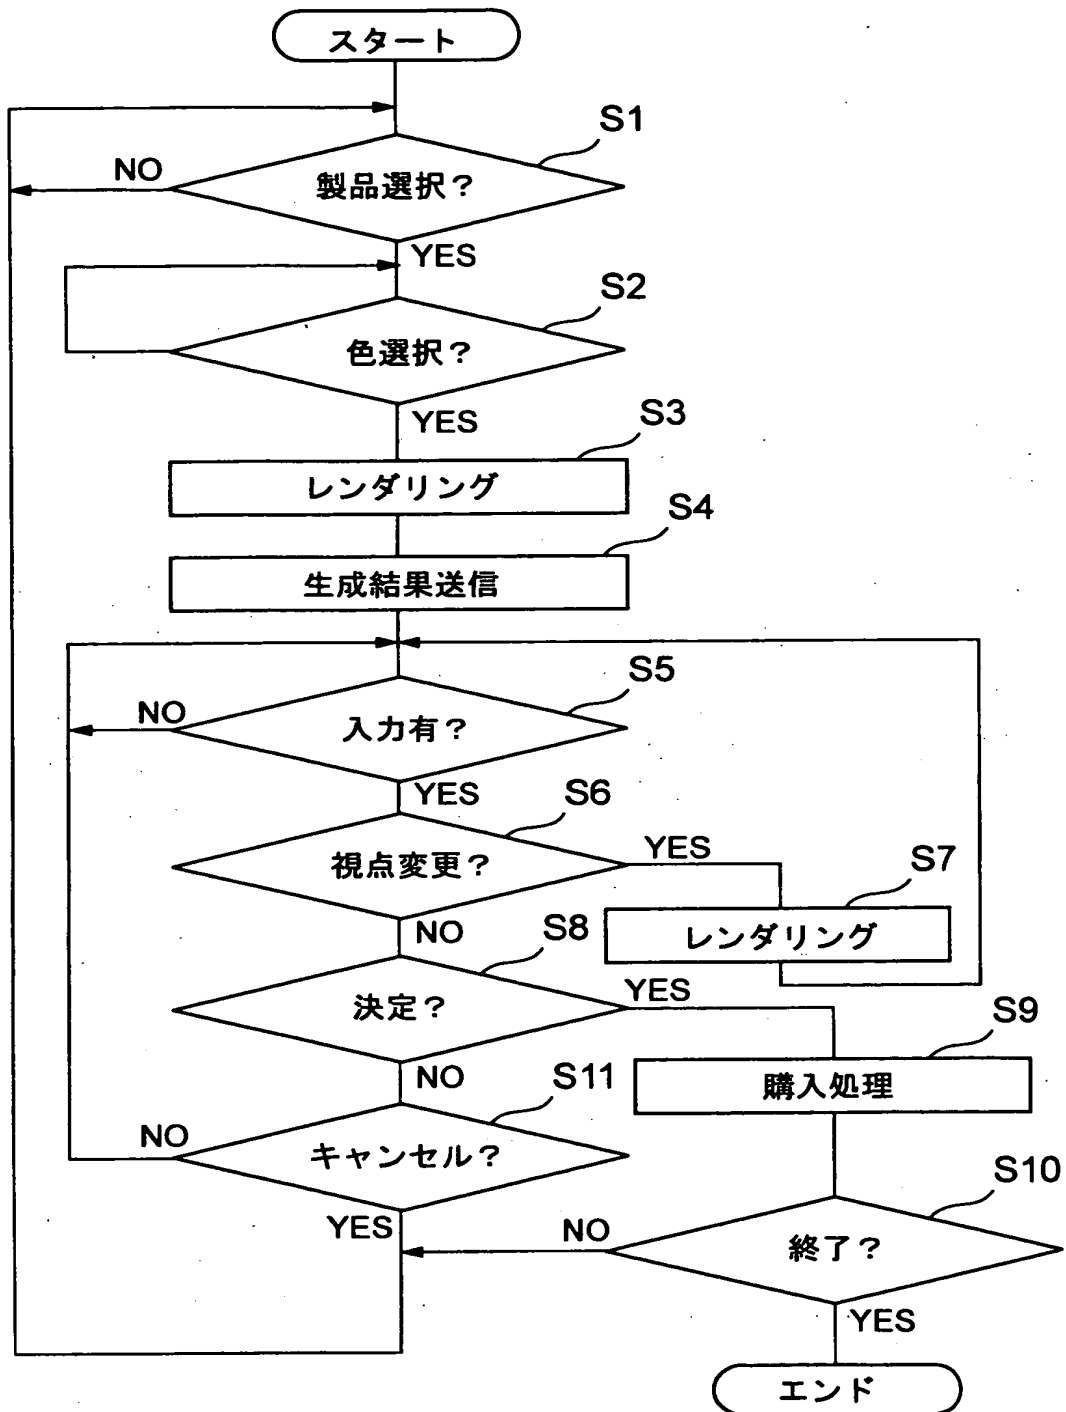 スタート
S1
NO
製品選択?
YES
S2
色選択?
YES
S3
レンダリング
S4
生成結果送信
S5
NO
入力有?
YES
S6
視点変更?
YES
S7
レンダリング
NO
S8
決定?
YES
S9
購入処理
NO
S11
NO
キャンセル?
YES
S10
NO
終了?
YES
エンド